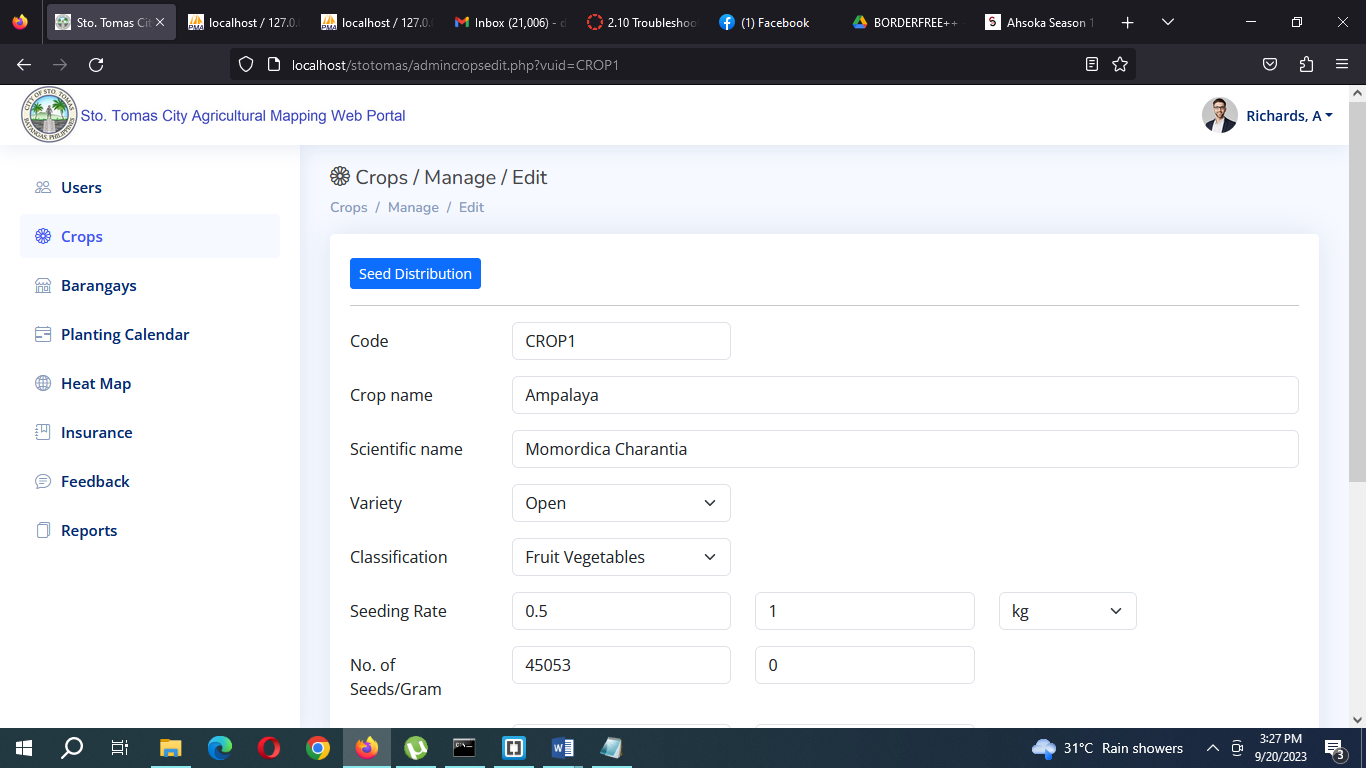 Sto. Tomas Cit
localhost / 127.0.
localhost / 127.0.
Inbox (21,006) - d
2.10 Troubleshoo
(1) Facebook
BORDERFREE++
Ahsoka Season 1
localhost/stotomas/admincropsedit.php?vuid=CROP1
Sto. Tomas City Agricultural Mapping Web Portal
Richards, A
Users
Crops
Barangays
Planting Calendar
Heat Map
Insurance
Feedback
Reports
Crops / Manage / Edit
Crops / Manage / Edit
Seed Distribution
Code
CROP1
Crop name
Ampalaya
Scientific name
Momordica Charantia
Variety
Open
Classification
Fruit Vegetables
Seeding Rate
0.5
1
kg
No. of
Seeds/Gram
45053
0
31°C Rain showers
3:27 PM
9/20/2023
3